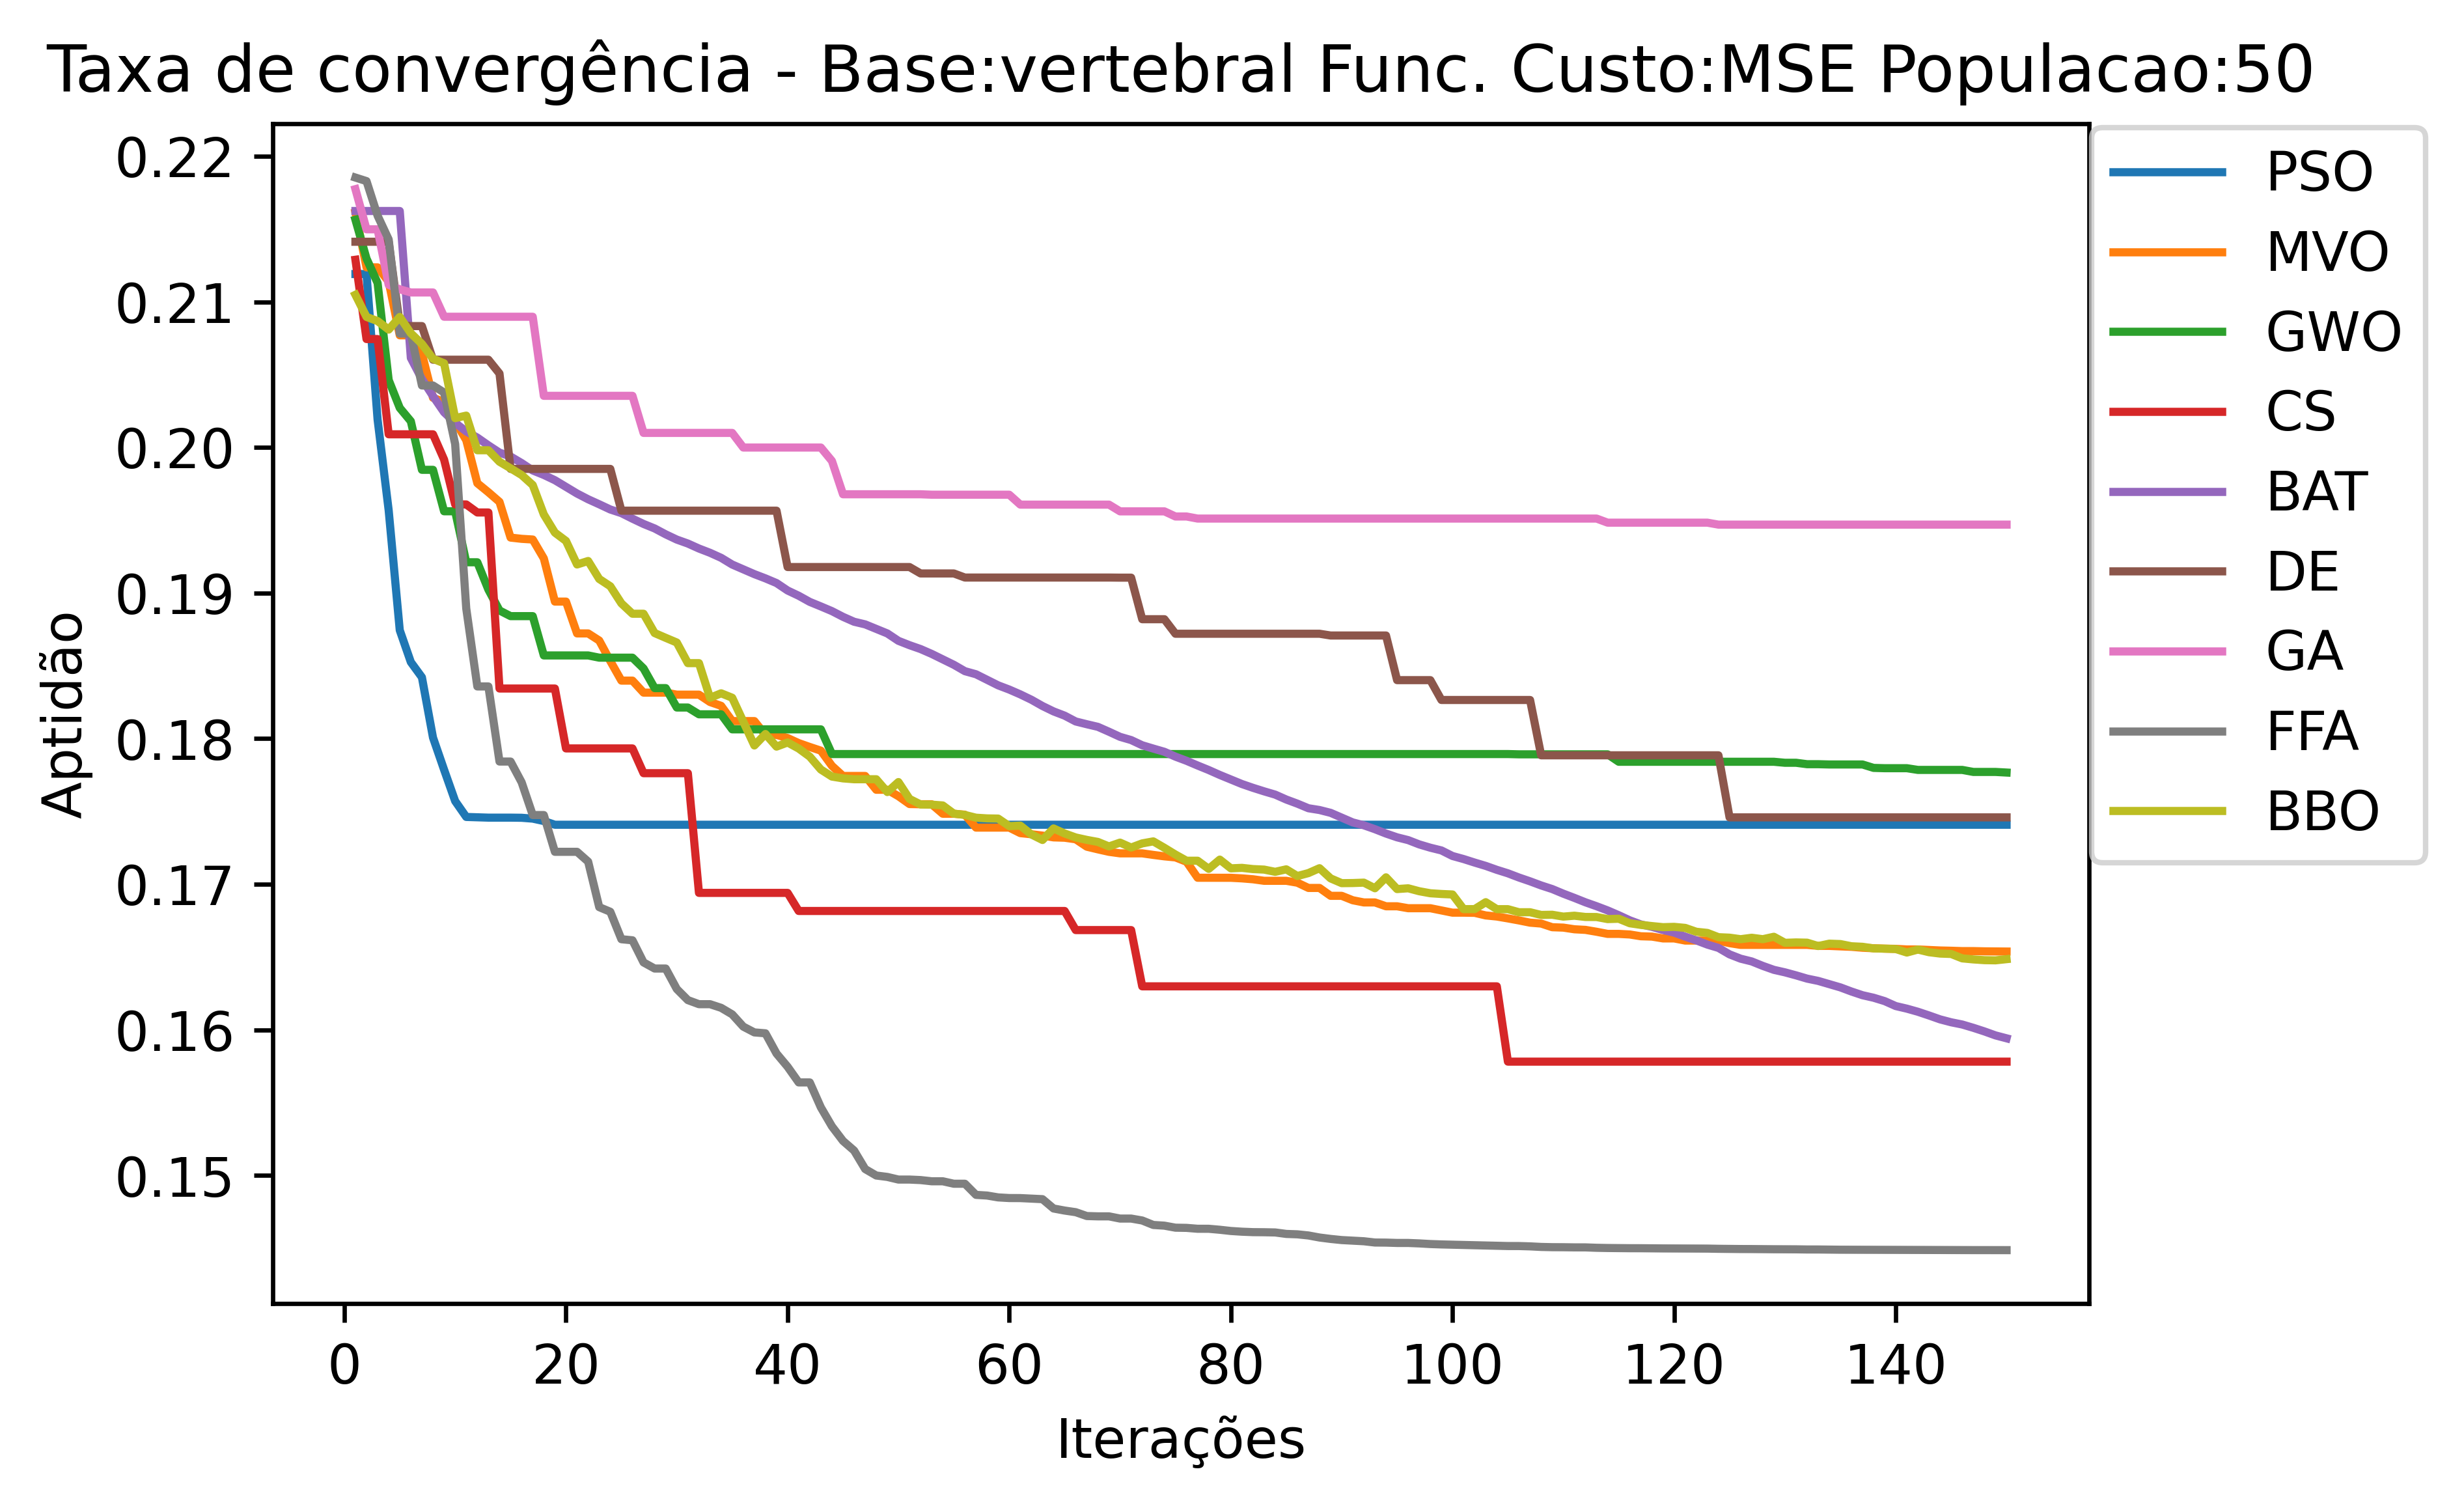 Taxa de convergência - Base:vertebral Func. Custo:MSE Populacao:50
0.22
0.21
0.20
0.19
0.18
0.17
0.16
0.15
Aptidão
0
20
40
60
80
100
120
140
Iterações
PSO
MVO
GWO
CS
BAT
DE
GA
FFA
BBO